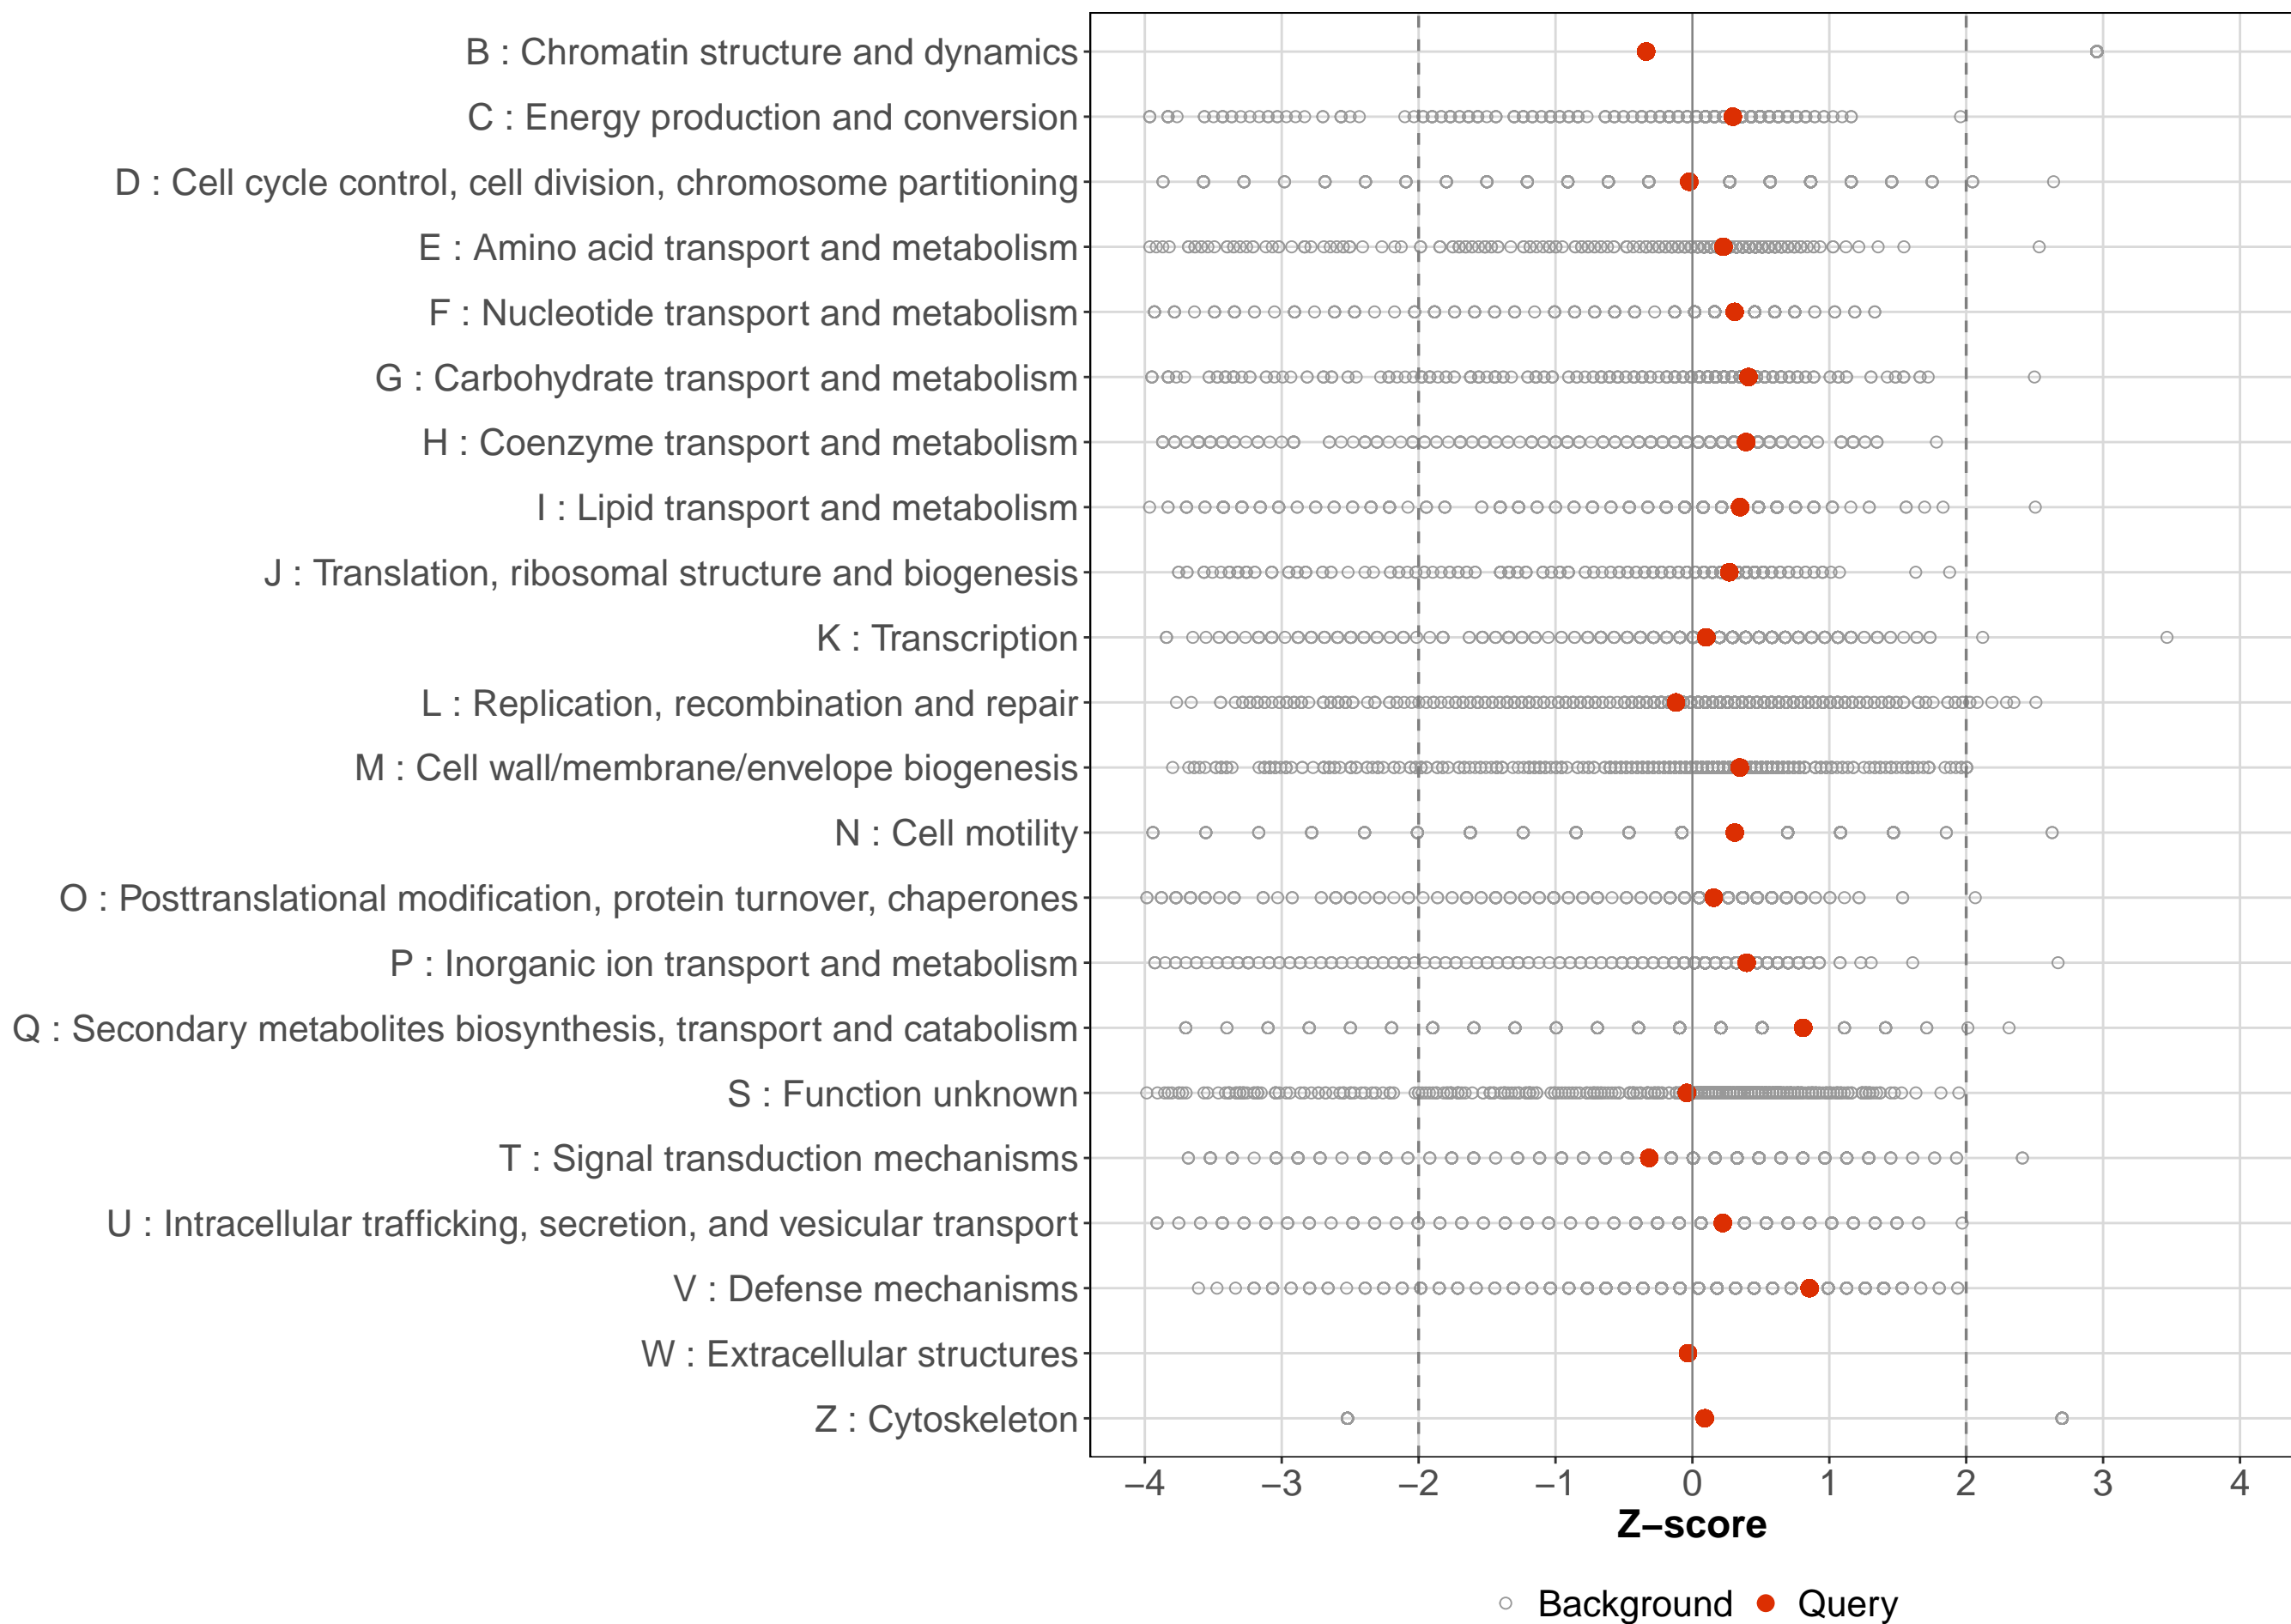 B : Chromatin structure and dynamics
C : Energy production and conversion
D : Cell cycle control, cell division, chromosome partitioning
E : Amino acid transport and metabolism
F : Nucleotide transport and metabolism
G : Carbohydrate transport and metabolism
H : Coenzyme transport and metabolism
I : Lipid transport and metabolism
J : Translation, ribosomal structure and biogenesis
K : Transcription
L : Replication, recombination and repair
M : Cell wall/membrane/envelope biogenesis
N : Cell motility
O : Posttranslational modification, protein turnover, chaperones
P : Inorganic ion transport and metabolism
Q : Secondary metabolites biosynthesis, transport and catabolism
S : Function unknown
T : Signal transduction mechanisms
U : Intracellular trafficking, secretion, and vesicular transport
V : Defense mechanisms
W : Extracellular structures
Z : Cytoskeleton
−4 −3 −2 −1 0 1 2 3 4
Z−score
Background Query